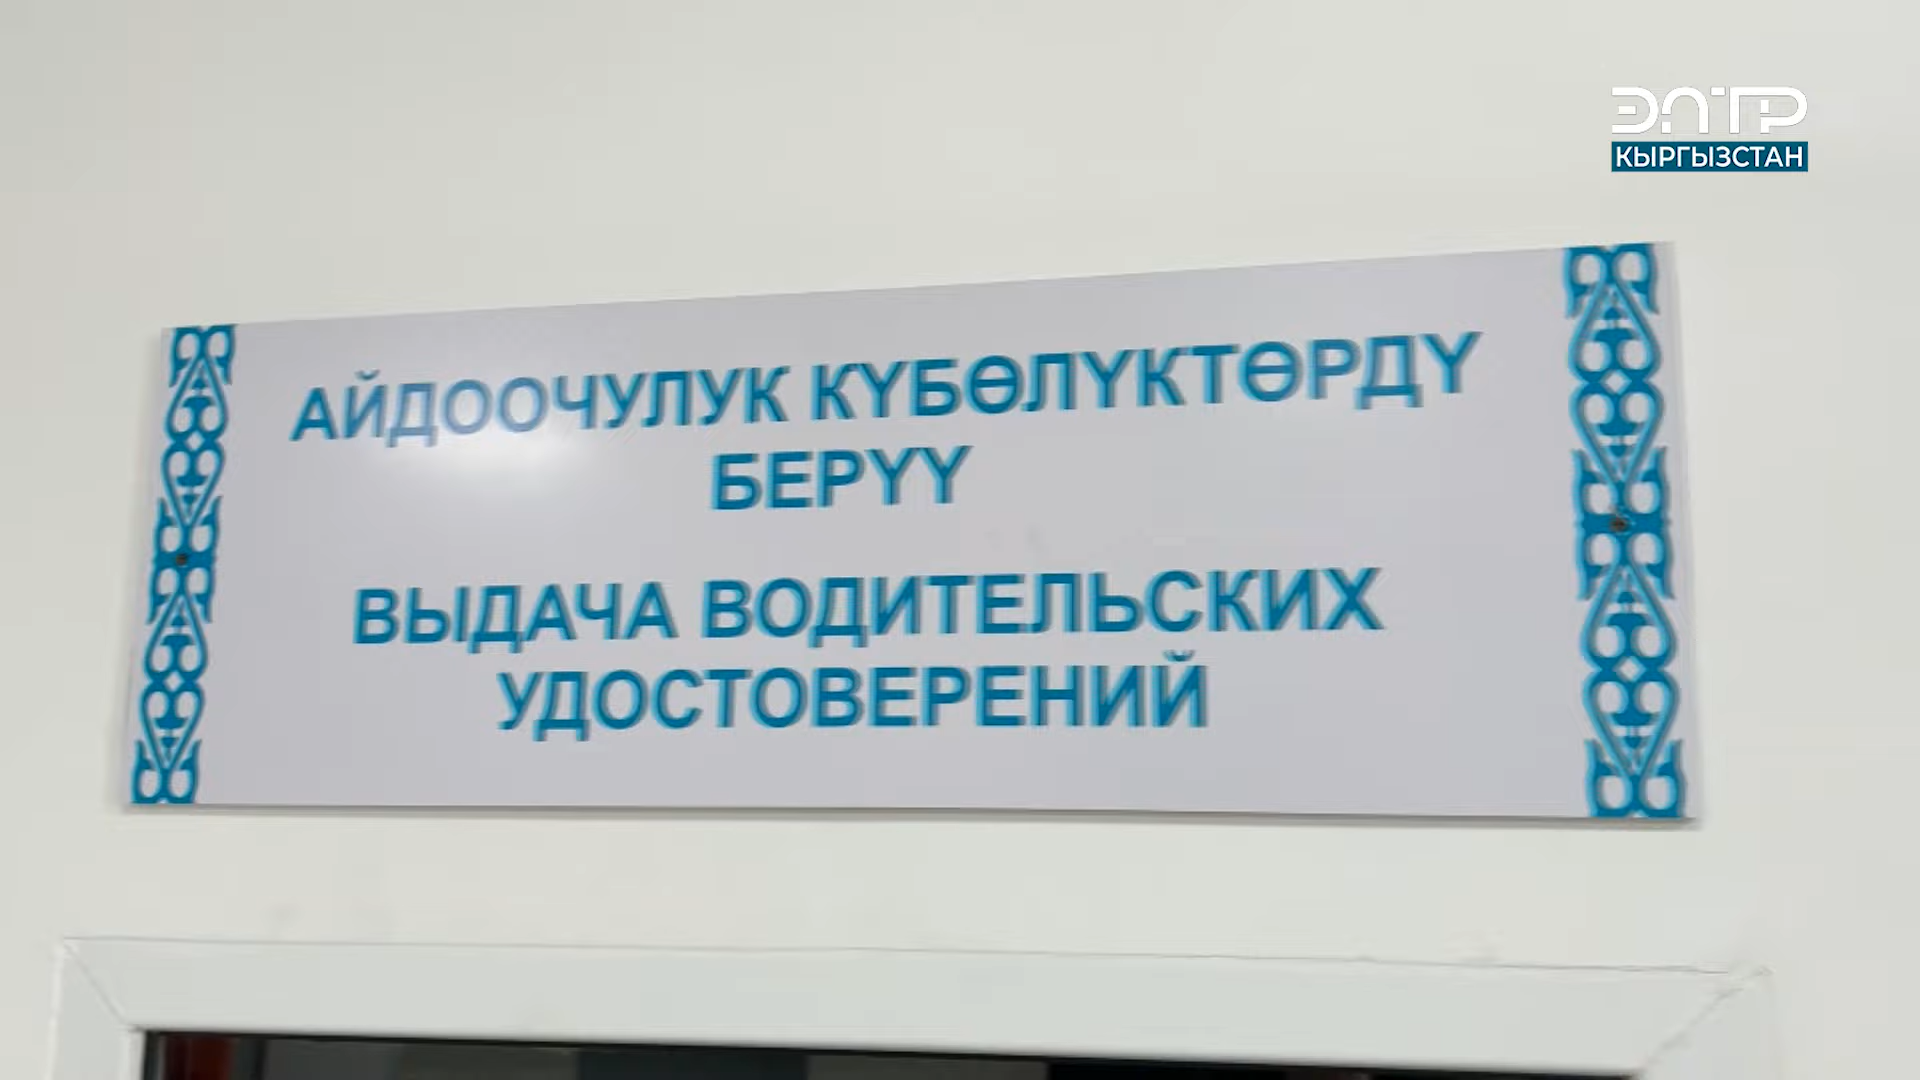 ЭЛТР
КЫРГЫЗСТАН
АЙДООЧУЛУК КҮБӨЛҮКТӨРДҮ
БЕРҮҮ
ВЫДАЧА ВОДИТЕЛЬСКИХ
УДОСТОВЕРЕНИЙ